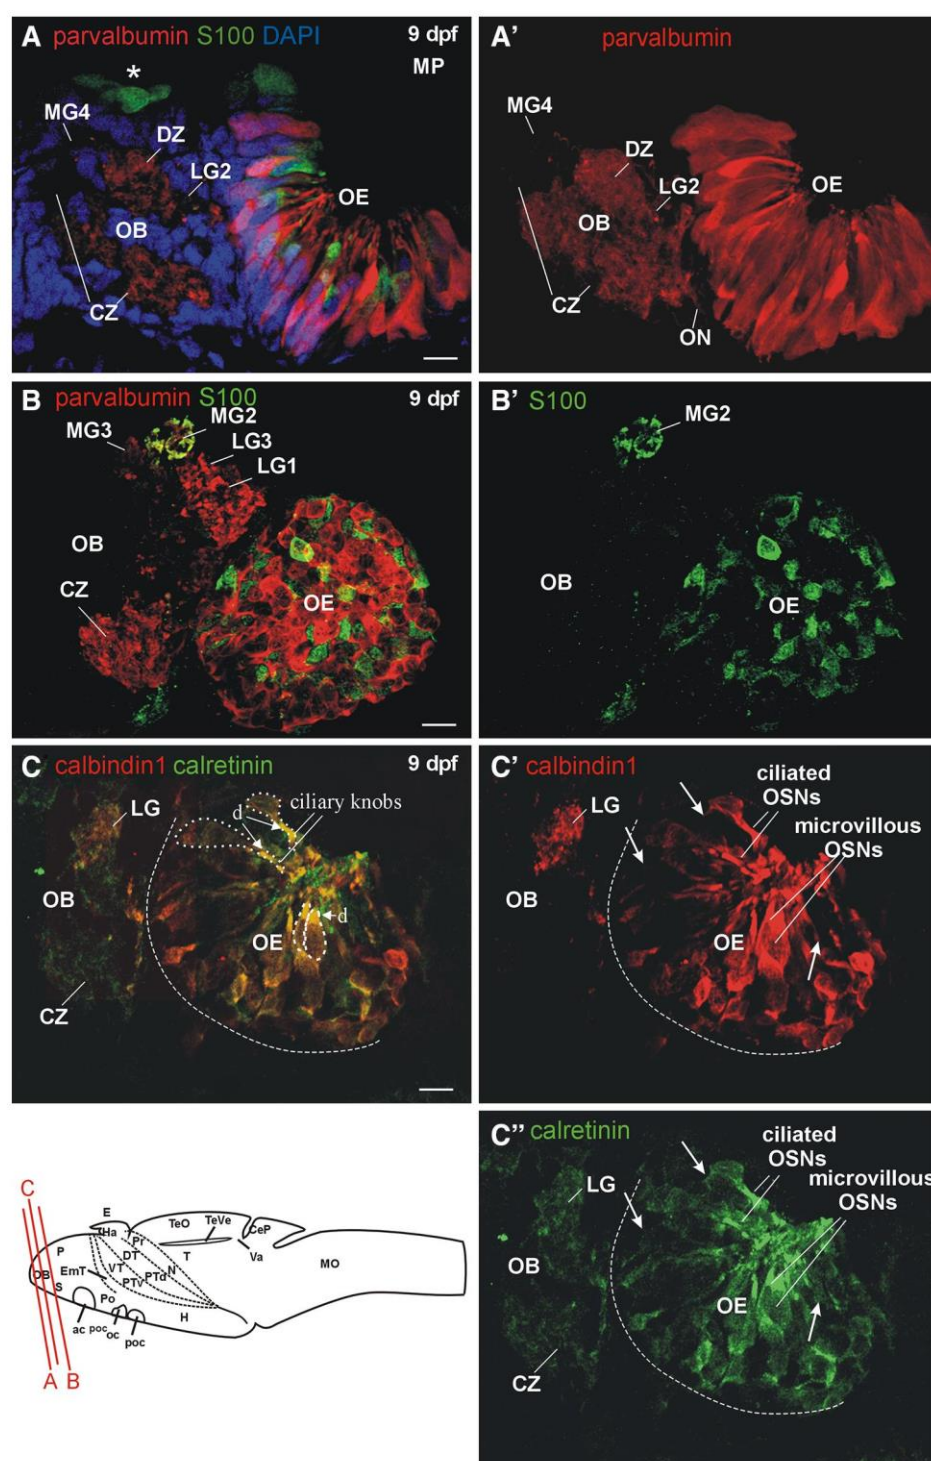 A parvalbumin S100 DAPI 9 dpf
MP
*
MG4
DZ
LG2
OE
OB
CZ
A' parvalbumin
MG4
DZ
LG2
OE
OB
CZ
ON
B parvalbumin S100 9 dpf
MG2
MG3
LG3
LG1
OB
CZ
OE
B' S100
MG2
OB
OE
C calbindin1 calretinin 9 dpf
LG
d
ciliary knobs
OB
d
OE
CZ
C' calbindin1
ciliated
OSNs
LG
microvillous
OSNs
OB
OE
C'' calretinin
ciliated
OSNs
LG
microvillous
OSNs
OB
OE
CZ
C
E
TeO
TeVe
CeP
Ha
Pr
P
DT
T
Va
MO
EmT
VT
N
OB
PTv
PTd
S
Po
H
ac
poc
oc
poc
A
B